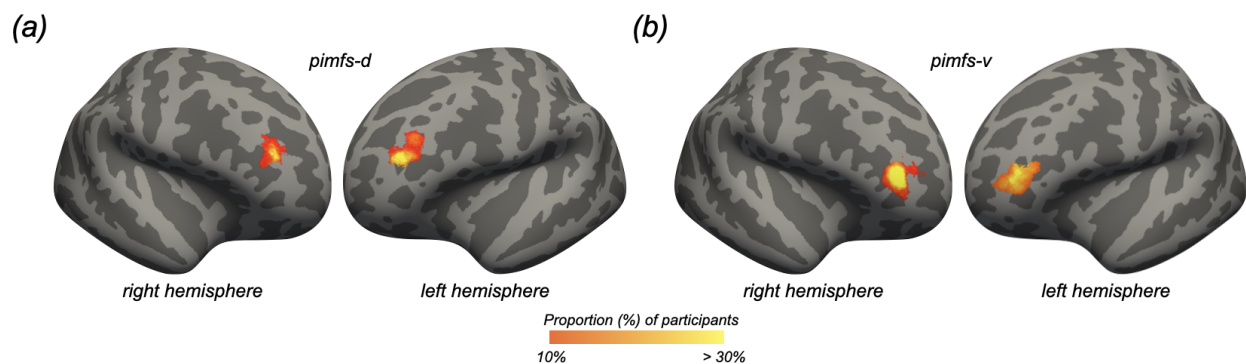 (a)
pimfs-d
right hemisphere
left hemisphere
(b)
pimfs-v
right hemisphere
left hemisphere
Proportion (%) of participants
10%
> 30%